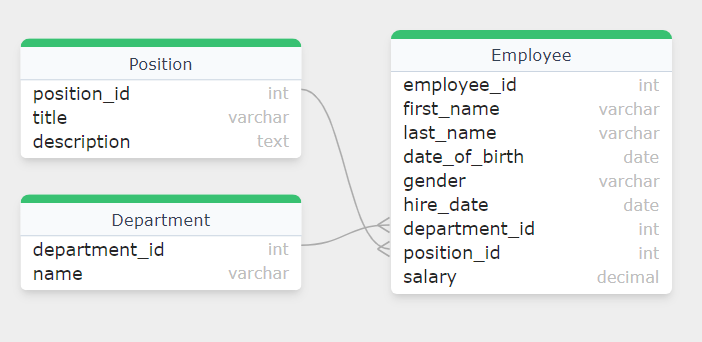 Position
position_id int
title varchar
description text
Department
department_id int
name varchar
Employee
employee_id int
first_name varchar
last_name varchar
date_of_birth date
gender varchar
hire_date date
department_id int
position_id int
salary decimal